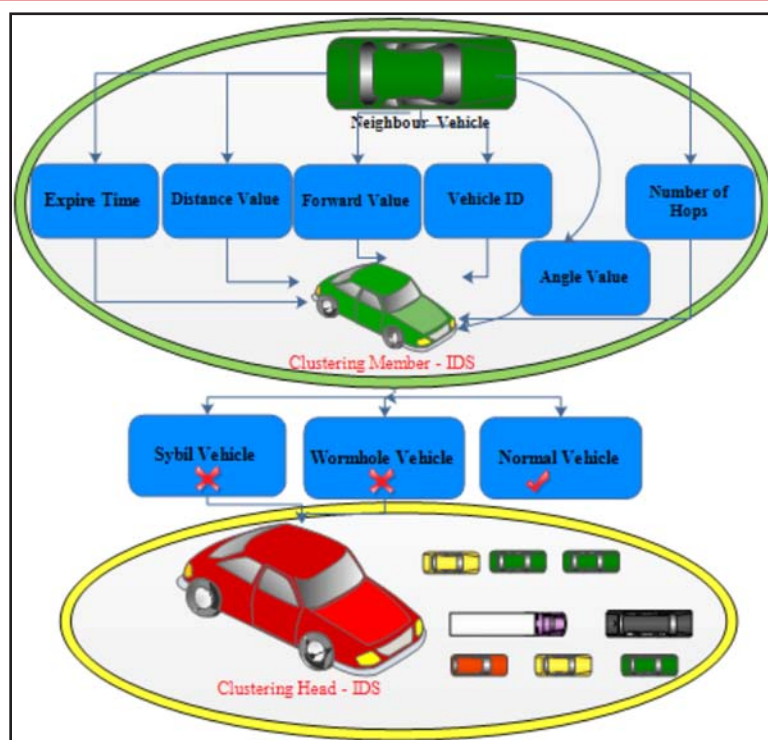 Neighbour Vehicle
Expire Time
Distance Value
Forward Value
Vehicle ID
Number of
Hops
Angle Value
Clustering Member - IDS
Sybil Vehicle
Wormhole Vehicle
Normal Vehicle
Clustering Head - IDS